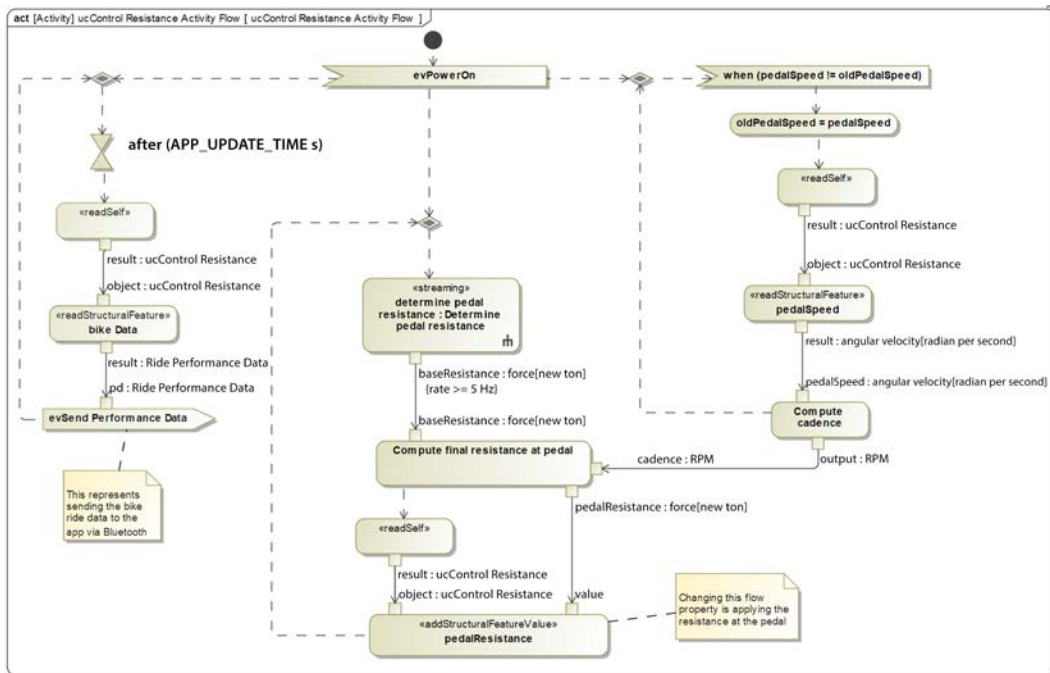 act [Activity] ucControl Resistance Activity Flow [ ucControl Resistance Activity Flow ]
evPowerOn
when (pedalSpeed != oldPedalSpeed)
after (APP_UPDATE_TIME s)
oldPedalSpeed = pedalSpeed
«readSelf»
result : ucControl Resistance
object : ucControl Resistance
«readStructuralFeature»
bike Data
result : Ride Performance Data
pd : Ride Performance Data
evSend Performance Data
This represents
sending the bike
ride data to the
app via Bluetooth
«streaming»
determine pedal
resistance : Determine
pedal resistance
baseResistance : force[new ton]
{rate >= 5 Hz}
baseResistance : force[new ton]
Compute final resistance at pedal
«readSelf»
result : ucControl Resistance
object : ucControl Resistance
pedalResistance : force[new ton]
value
«addStructuralFeatureValue»
pedalResistance
«readSelf»
result : ucControl Resistance
object : ucControl Resistance
«readStructuralFeature»
pedalSpeed
result : angular velocity[radian per second]
pedalSpeed : angular velocity[radian per second]
Compute
cadence
output : RPM
cadence : RPM
Changing this flow
property is applying the
resistance at the pedal